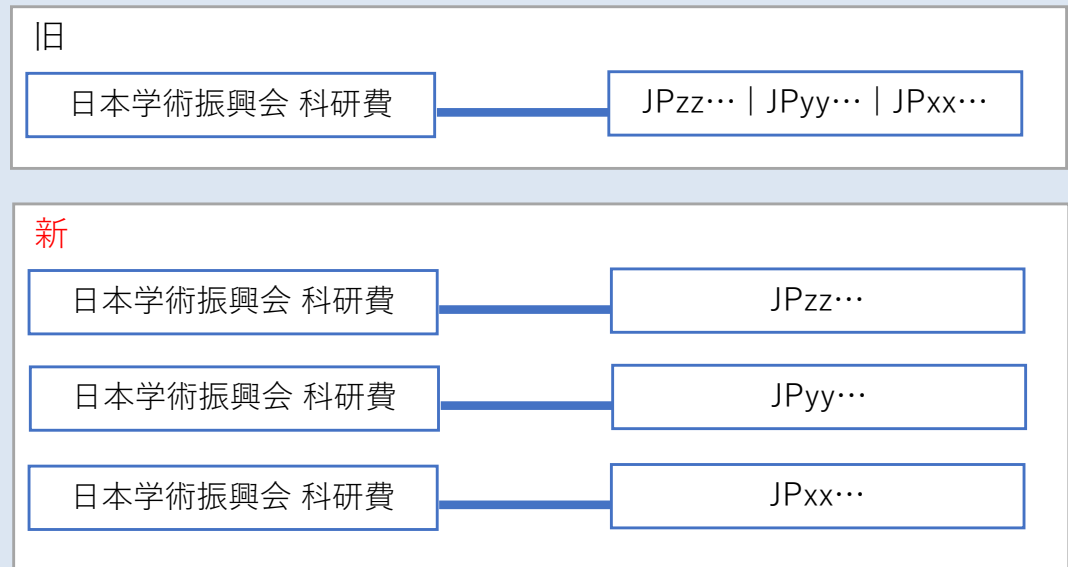 旧
日本学術振興会 科研費 JPzz…｜JPyy…｜JPxx…
新
日本学術振興会 科研費 JPzz…
日本学術振興会 科研費 JPyy…
日本学術振興会 科研費 JPxx…